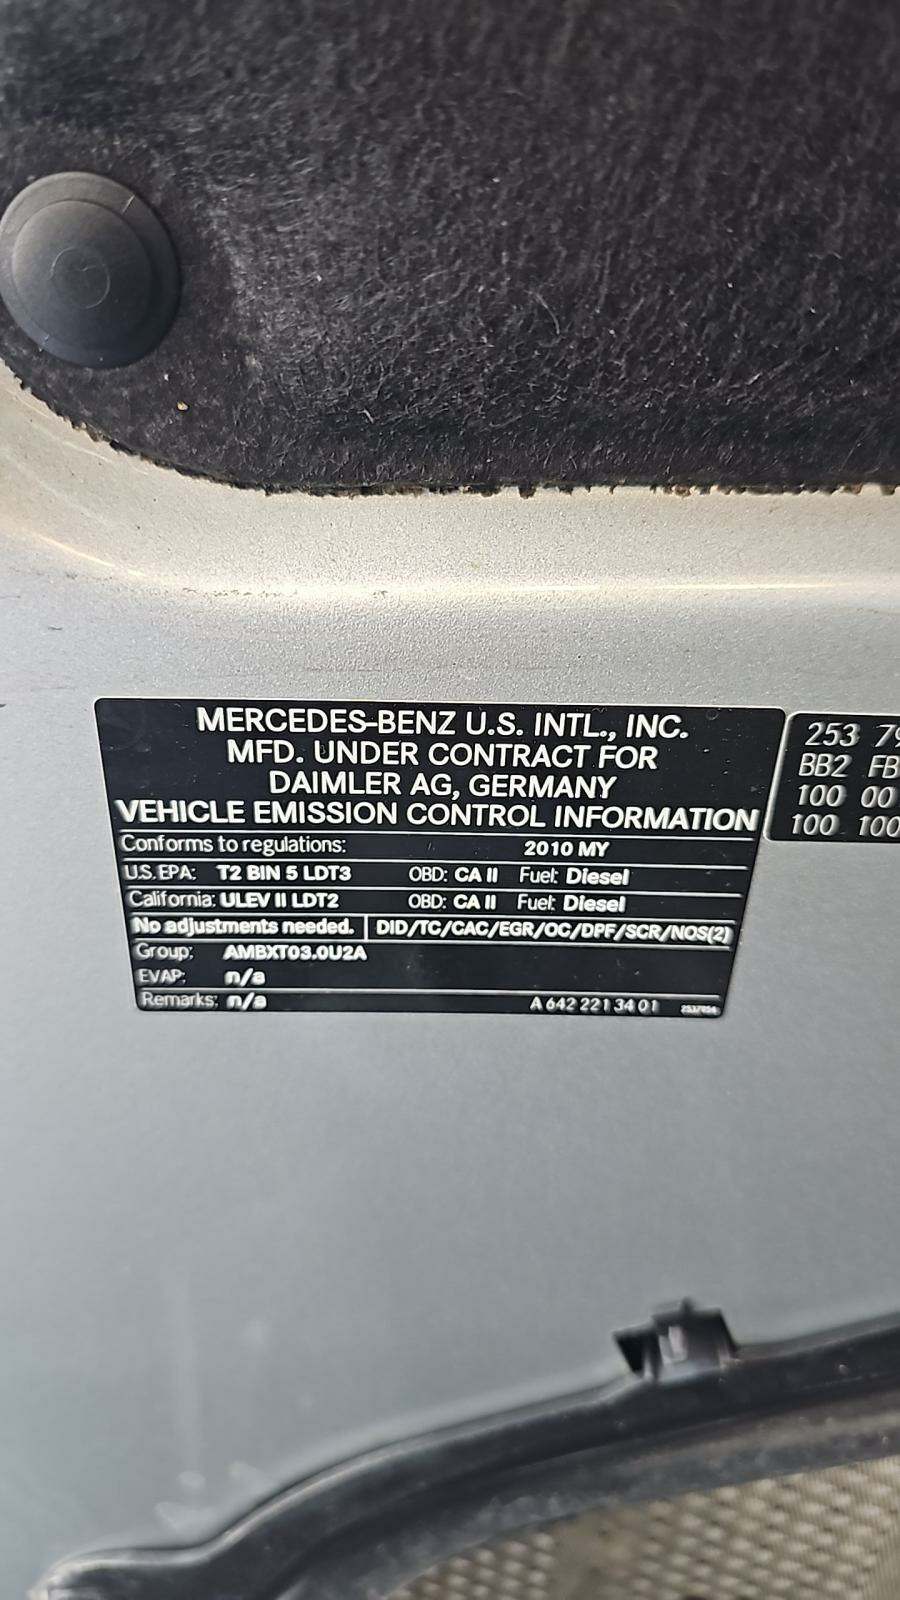 MERCEDES-BENZ U.S. INTL., INC.
MFD. UNDER CONTRACT FOR
DAIMLER AG, GERMANY
VEHICLE EMISSION CONTROL INFORMATION
Conforms to regulations: 2010 MY
U.S. EPA: T2 BIN 5 LDT3 OBD: CA II Fuel: Diesel
California: ULEV II LDT2 OBD: CA II Fuel: Diesel
No adjustments needed. DID/TC/CAC/EGR/OC/DPF/SCR/NOS(2)
Group: AMBXT03.0U2A
EVAP: n/a
Remarks: n/a A 642 221 34 01
253
BB2 FB
100 00
100 100